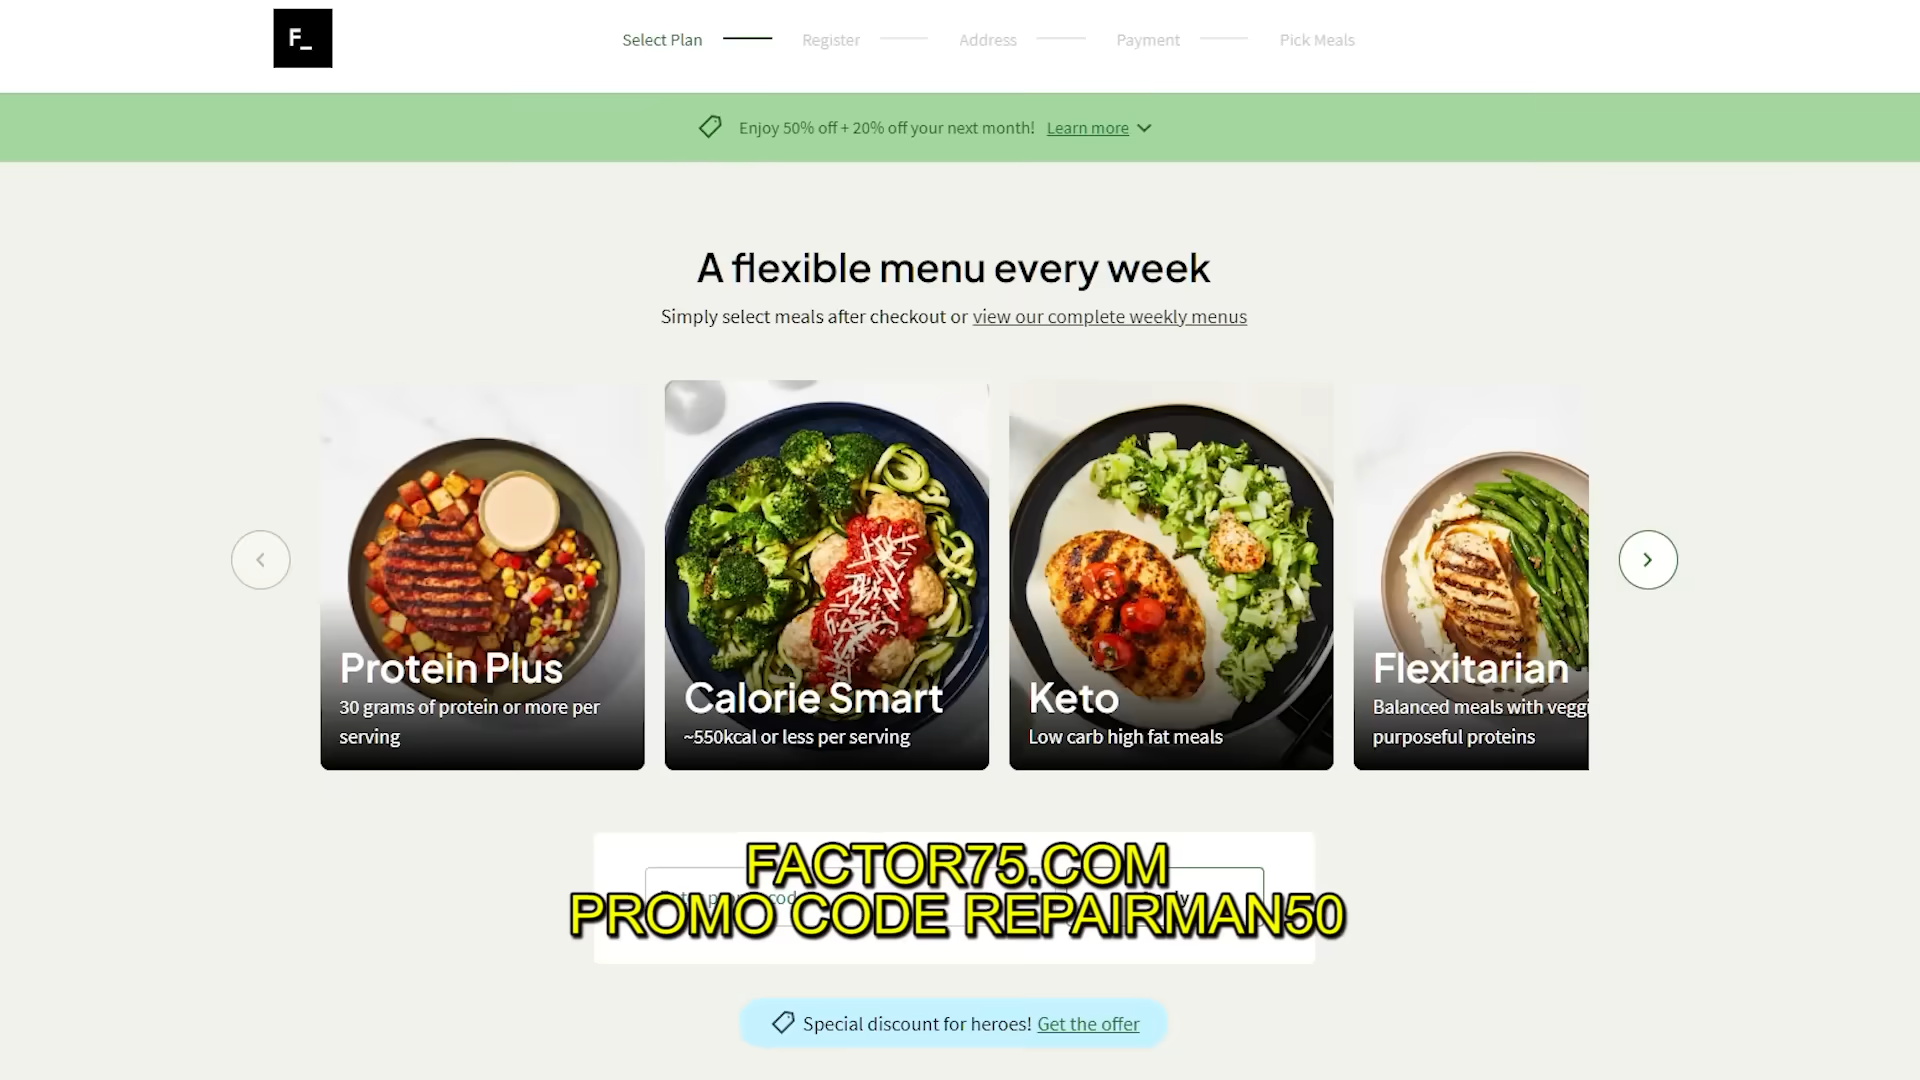 F_
Select Plan
Register
Address
Payment
Pick Meals
Enjoy 50% off + 20% off your next month! Learn more
A flexible menu every week
Simply select meals after checkout or view our complete weekly menus
Protein Plus
30 grams of protein or more per
serving
Calorie Smart
~550kcal or less per serving
Keto
Low carb high fat meals
Flexitarian
Balanced meals with veggi
purposeful proteins
FACTOR75.COM
PROMO CODE REPAIRMAN50
Special discount for heroes! Get the offer